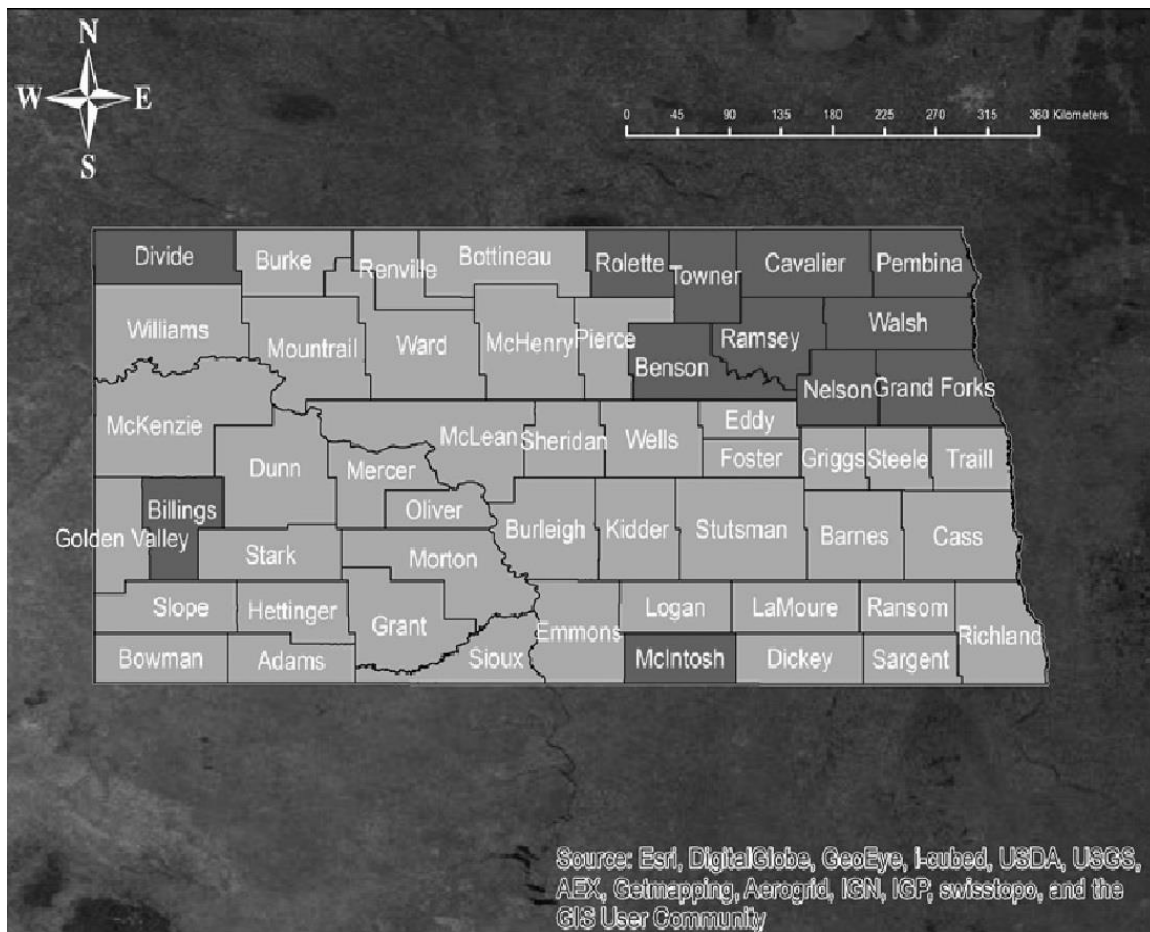 N
W E
S
0 45 90 135 180 225 270 315 360 Kilometers
Divide Burke Renville Bottineau Rolette Towner Cavalier Pembina
Williams Mountrail Ward McHenry Pierce Benson Ramsey Walsh
Nelson Grand Forks
McKenzie Dunn Mercer McLean Sheridan Wells Eddy
Foster Griggs Steele Traill
Golden Valley Billings Oliver Burleigh Kidder Stutsman Barnes Cass
Stark Morton
Slope Hettinger Grant Emmons Logan LaMoure Ransom Richland
Bowman Adams Sioux McIntosh Dickey Sargent
Source: Esri, DigitalGlobe, GeoEye, i-cubed, USDA, USGS,
AEX, Getmapping, Aerogrid, IGN, IGP, swisstopo, and the
GIS User Community